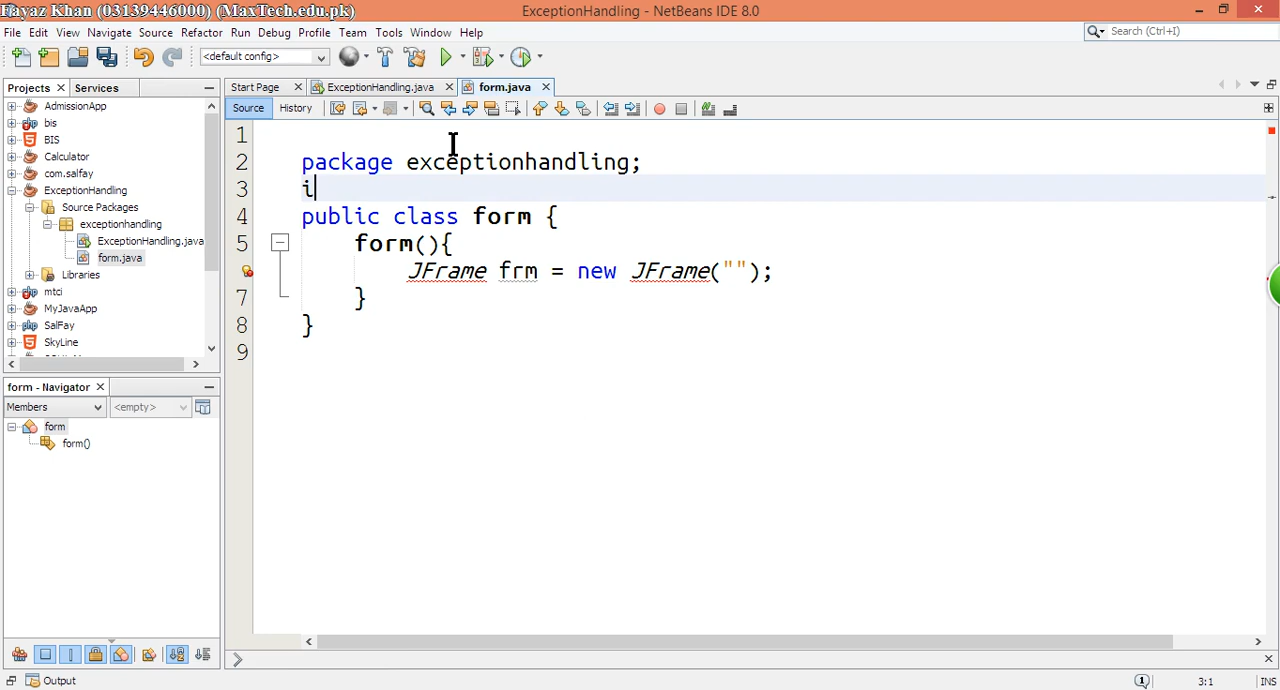 Fayaz Khan (03139446000) (MaxTech.edu.pk)
ExceptionHandling - NetBeans IDE 8.0
File Edit View Navigate Source Refactor Run Debug Profile Team Tools Window Help
Search (Ctrl+I)
<default config>
Projects Services
Start Page ExceptionHandling.java form.java
Source History
AdmissionApp
bis
BIS
Calculator
com.salfay
ExceptionHandling
Source Packages
exceptionhandling
ExceptionHandling.java
form.java
Libraries
mtci
MyJavaApp
SalFay
SkyLine
form - Navigator
Members <empty>
form
form()
1
2 package exceptionhandling;
3 i
4 public class form {
5 form(){
JFrame frm = new JFrame("");
7 }
8 }
9
Output
1
3:1 INS